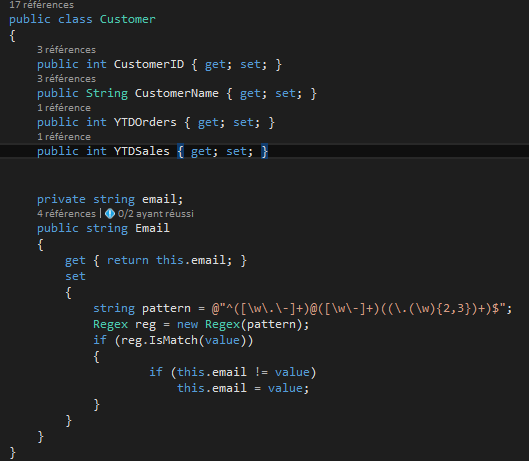 17 références
public class Customer
{
3 références
public int CustomerID { get; set; }
3 références
public String CustomerName { get; set; }
1 référence
public int YTDOrders { get; set; }
1 référence
public int YTDSales { get; set; }
private string email;
4 références | 0/2 ayant réussi
public string Email
{
get { return this.email; }
set
{
string pattern = @"^([\w\.\-]+)@([\w\-]+)((\.(\w){2,3})+)$";
Regex reg = new Regex(pattern);
if (reg.IsMatch(value))
{
if (this.email != value)
this.email = value;
}
}
}
}